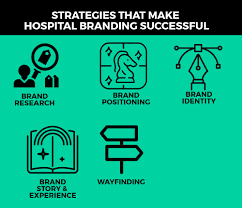 STRATEGIES THAT MAKE
HOSPITAL BRANDING SUCCESSFUL
BRAND
RESEARCH
BRAND
POSITIONING
BRAND
IDENTITY
BRAND
STORY &
EXPERIENCE
WAYFINDING